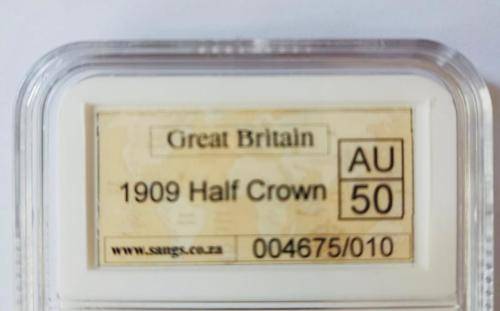 Great Britain
AU
1909 Half Crown
50
www.sangs.co.za
004675/010